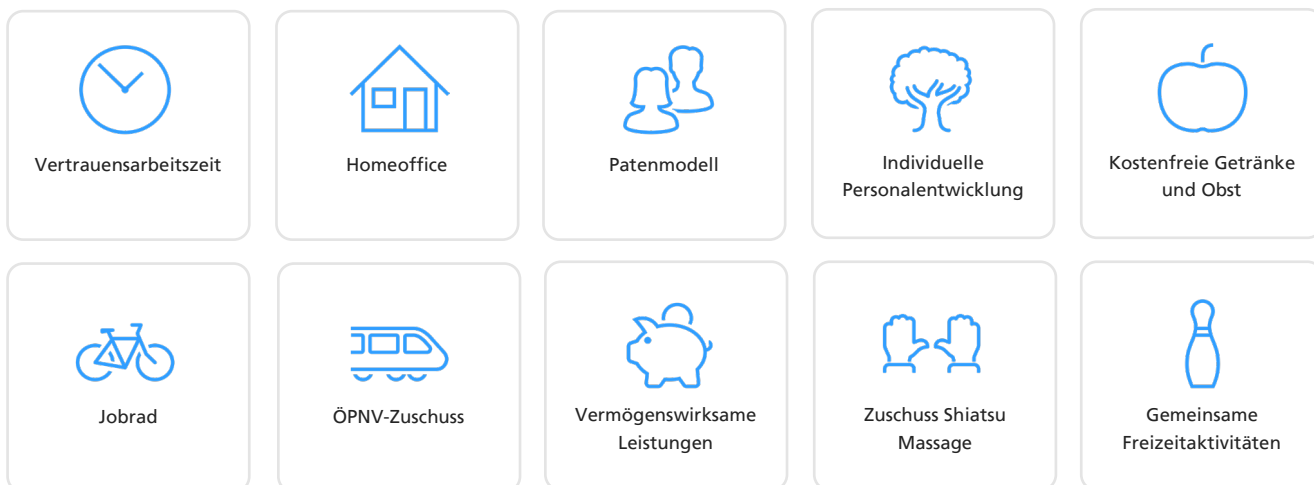 Vertrauensarbeitszeit
Homeoffice
Patenmodell
Individuelle
Personalentwicklung
Kostenfreie Getränke
und Obst
Jobrad
ÖPNV-Zuschuss
Vermögenswirksame
Leistungen
Zuschuss Shiatsu
Massage
Gemeinsame
Freizeitaktivitäten